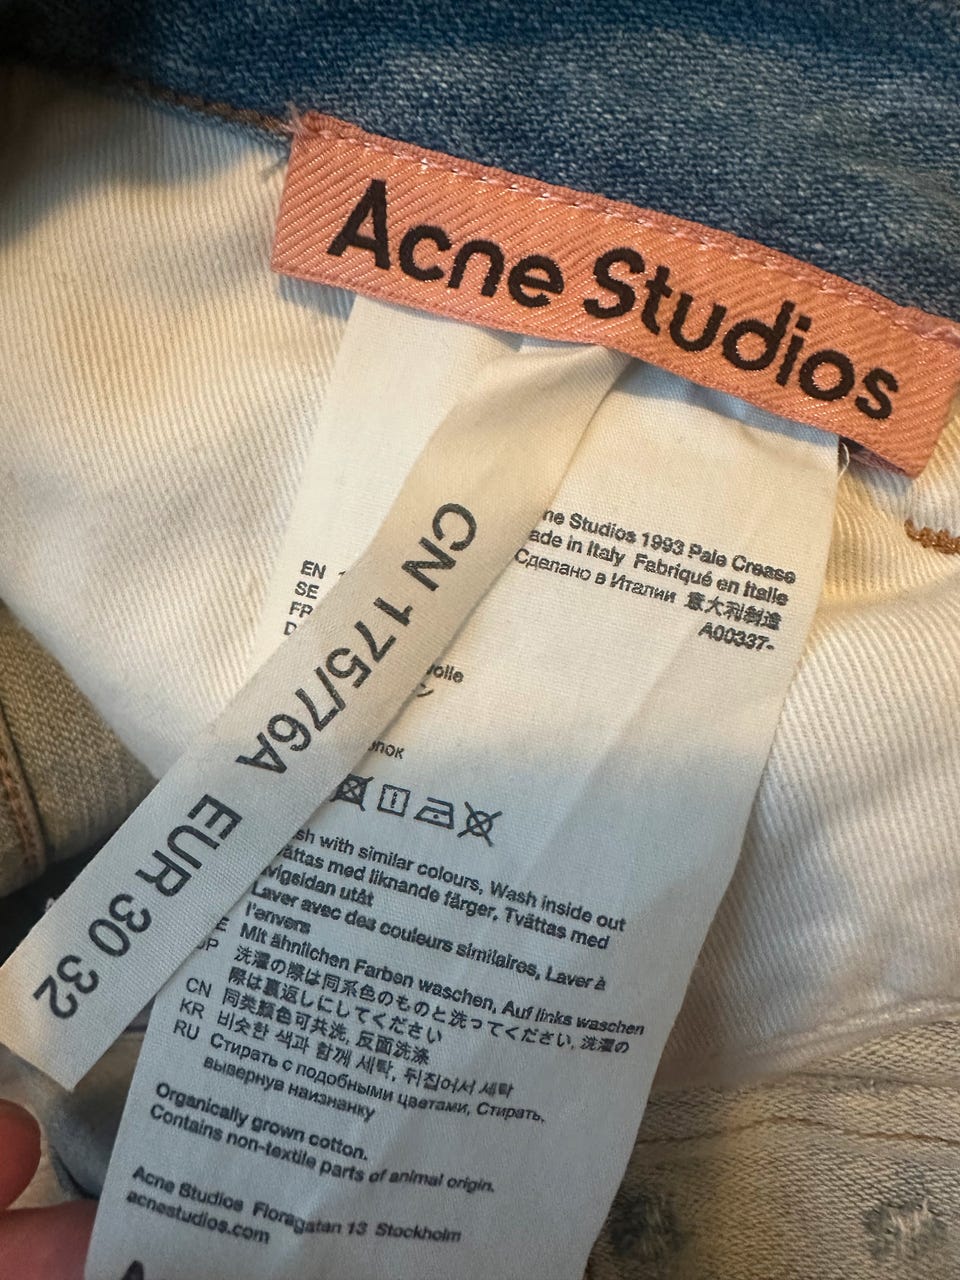 Acne Studios
CN 175/76A EUR 30 32
Studios 1993 Pale Crease
in Italy Fabriqué en Italie
Сделано в Италии 意大利制造
A00337-
EN
SE
FR
with similar colours, Wash inside out
med liknande färger, Tvättas med
avigsidan utåt
Laver avec des couleurs similaires, Laver à
l'envers
Mit ähnlichen Farben waschen, Auf links waschen
洗濯の際は同系色のものと洗ってください, 洗濯の
際は裏返しにしてください
CN 同类颜色可共洗, 反面洗涤
KR 비슷한 색과 함께 세탁, 뒤집어서 세탁
RU Стирать с подобными цветами, Стирать,
вывернув наизнанку
Organically grown cotton.
Contains non-textile parts of animal origin.
Acne Studios Floragatan 13 Stockholm
acnestudios.com